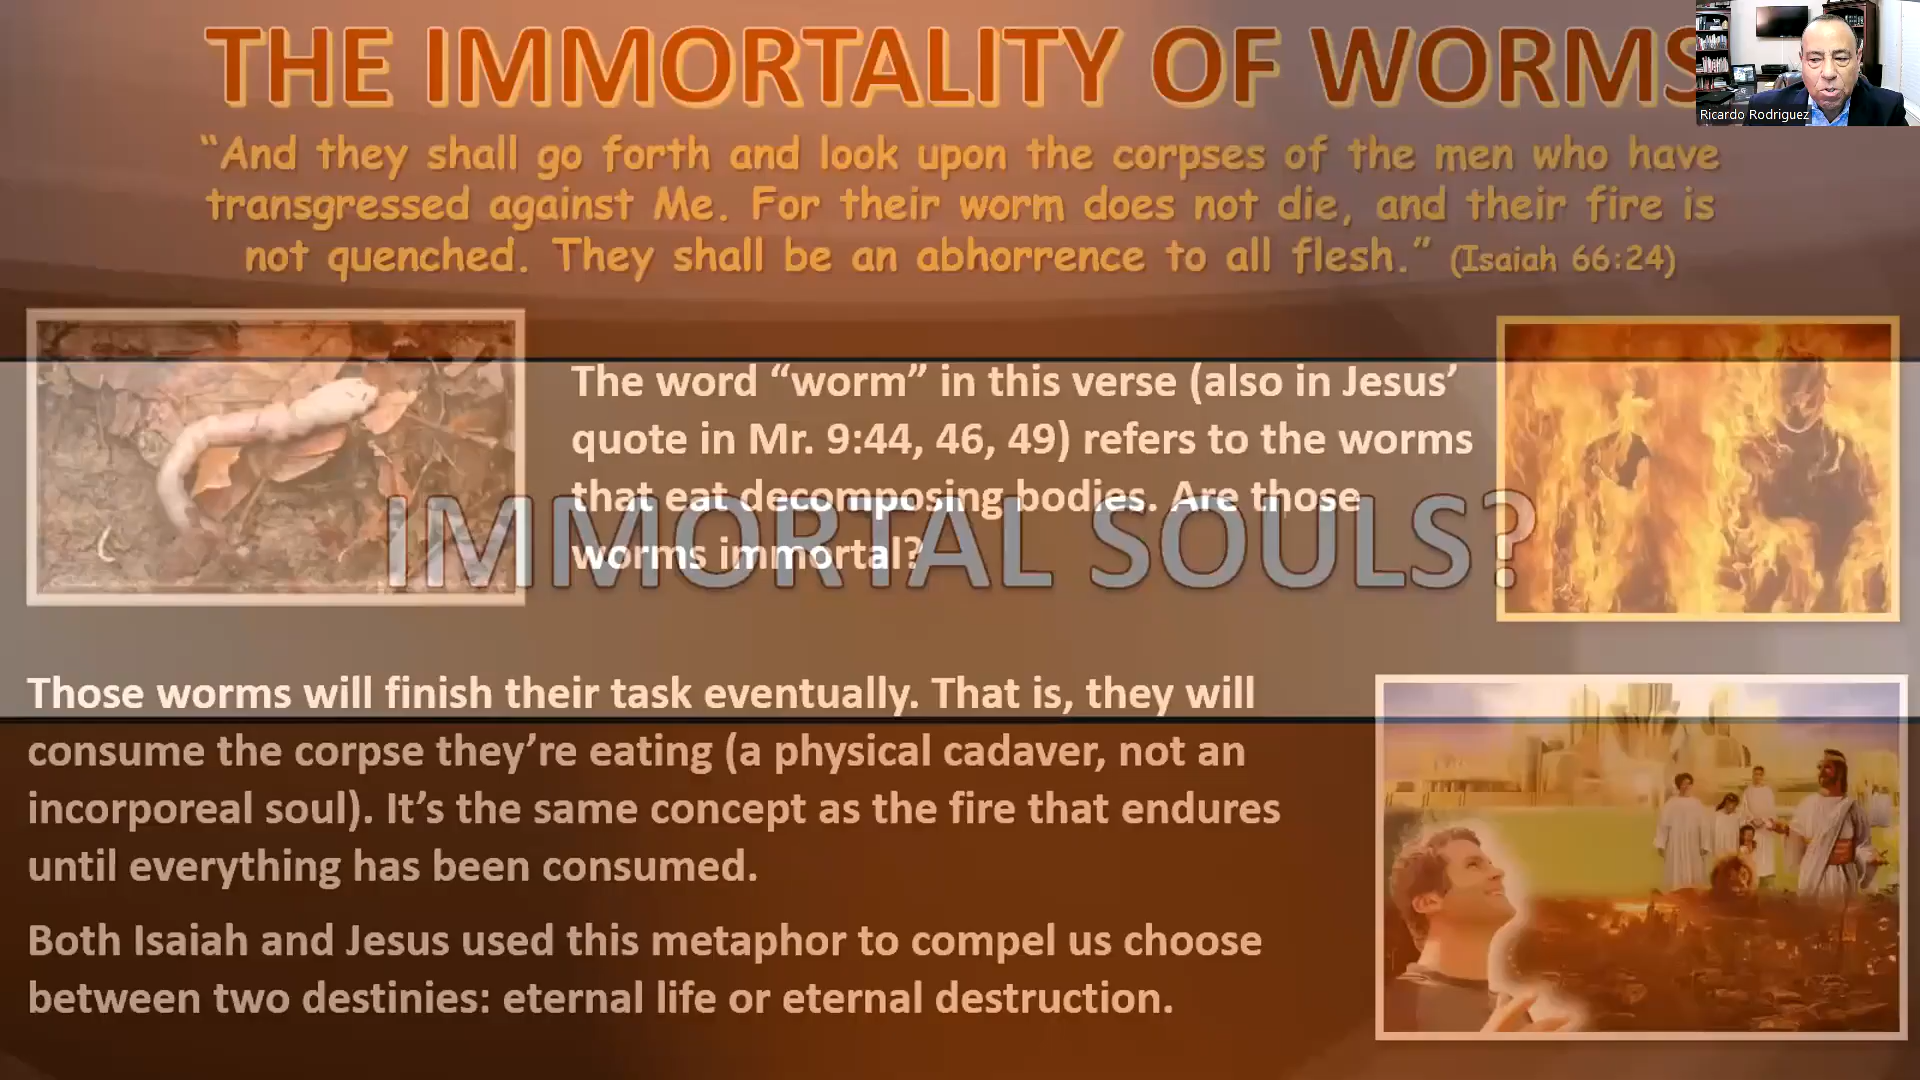 THE IMMORTALITY OF WORMS
Ricardo Rodriguez
“And they shall go forth and look upon the corpses of the men who have
transgressed against Me. For their worm does not die, and their fire is
not quenched. They shall be an abhorrence to all flesh.” (Isaiah 66:24)
The word “worm” in this verse (also in Jesus’
quote in Mr. 9:44, 46, 49) refers to the worms
that eat decomposing bodies. Are those
worms immortal?
IMMORTAL SOULS?
Those worms will finish their task eventually. That is, they will
consume the corpse they’re eating (a physical cadaver, not an
incorporeal soul). It’s the same concept as the fire that endures
until everything has been consumed.
Both Isaiah and Jesus used this metaphor to compel us choose
between two destinies: eternal life or eternal destruction.